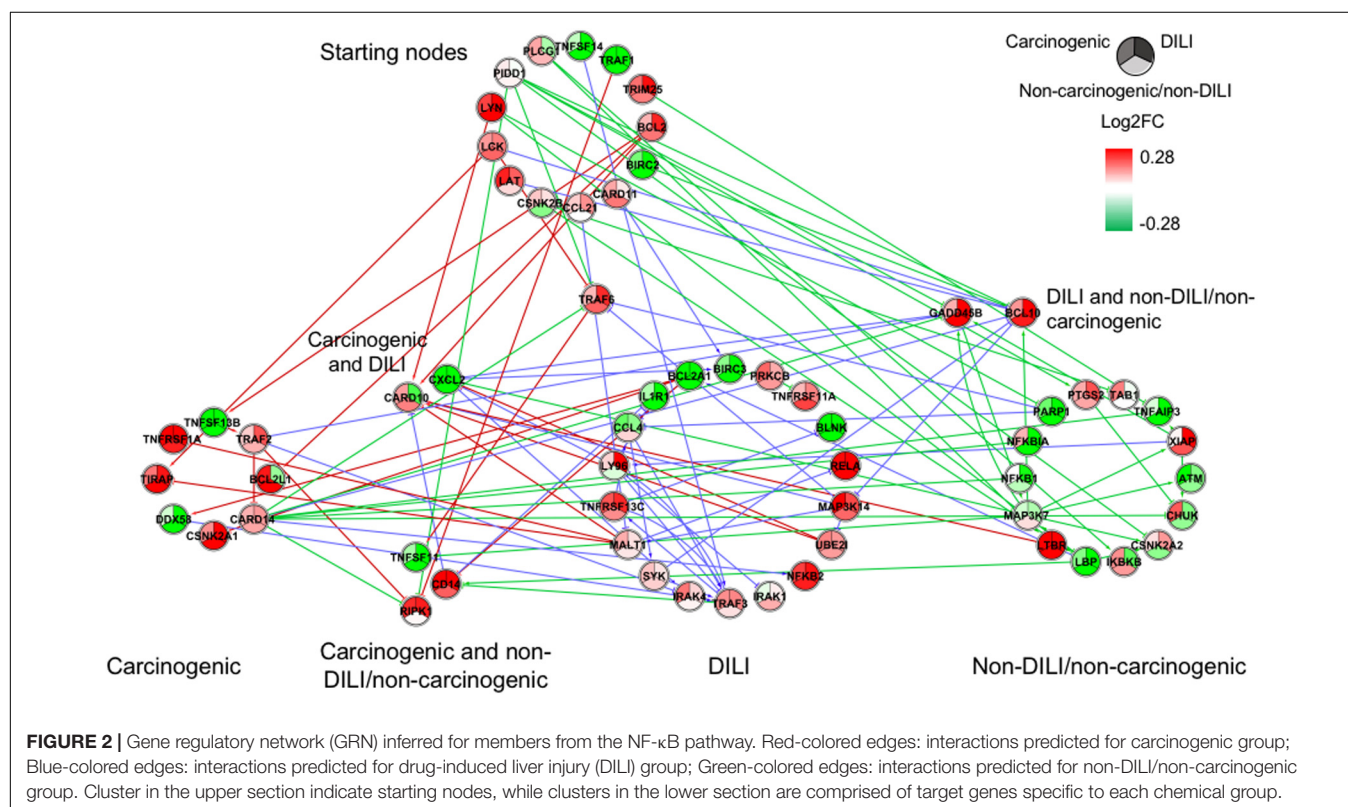 Starting nodes
PLCG1
TNFSF14
TRAF1
PIDD1
TRIM25
LYN
BCL2
LCK
BIRC2
LAT
CARD11
CSNK2B
CCL21
Carcinogenic
DILI
Non-carcinogenic/non-DILI
Log2FC
0.28
-0.28
TRAF6
GADD45B
BCL10
DILI and non-DILI/non-
carcinogenic
Carcinogenic
and DILI
CXCL2
CARD10
BCL2A1
BIRC3
PRKCB
IL1R1
TNFRSF11A
CCL4
BLNK
LY96
RELA
TNFRSF13C
MAP3K14
MALT1
UBE2I
SYK
NFKB2
IRAK4
TRAF3
IRAK1
PTGS2
TAB1
PARP1
TNFAIP3
NFKBIA
XIAP
NFKB1
ATM
MAP3K7
CHUK
LTBR
CSNK2A2
LBP
IKBKB
TNFSF13B
TNFRSF1A
TRAF2
TIRAP
BCL2L1
DDX58
CARD14
CSNK2A1
TNFSF11
CD14
RIPK1
Carcinogenic
Carcinogenic and non-
DILI/non-carcinogenic
DILI
Non-DILI/non-carcinogenic
FIGURE 2 | Gene regulatory network (GRN) inferred for members from the NF-κB pathway. Red-colored edges: interactions predicted for carcinogenic group;
Blue-colored edges: interactions predicted for drug-induced liver injury (DILI) group; Green-colored edges: interactions predicted for non-DILI/non-carcinogenic
group. Cluster in the upper section indicate starting nodes, while clusters in the lower section are comprised of target genes specific to each chemical group.